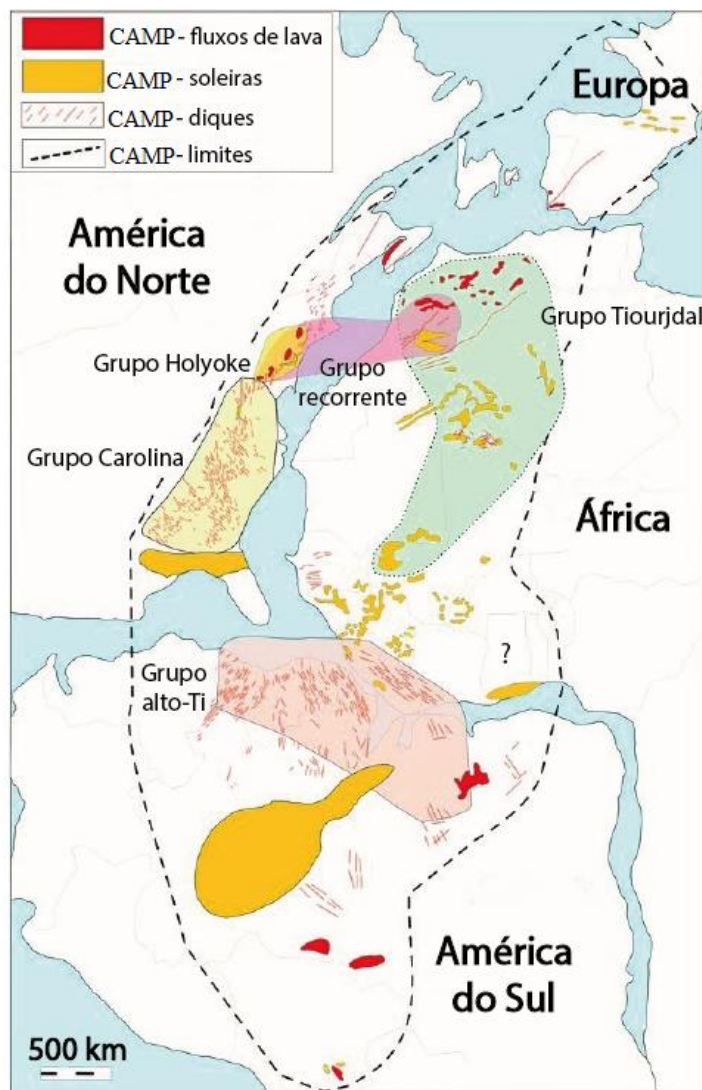 CAMP - fluxos de lava
CAMP - soleiras
CAMP - diques
CAMP - limites
Europa
América
do Norte
Grupo Tiourjdal
Grupo Holyoke
Grupo
recorrente
Grupo Carolina
África
?
Grupo
alto-Ti
América
do Sul
500 km